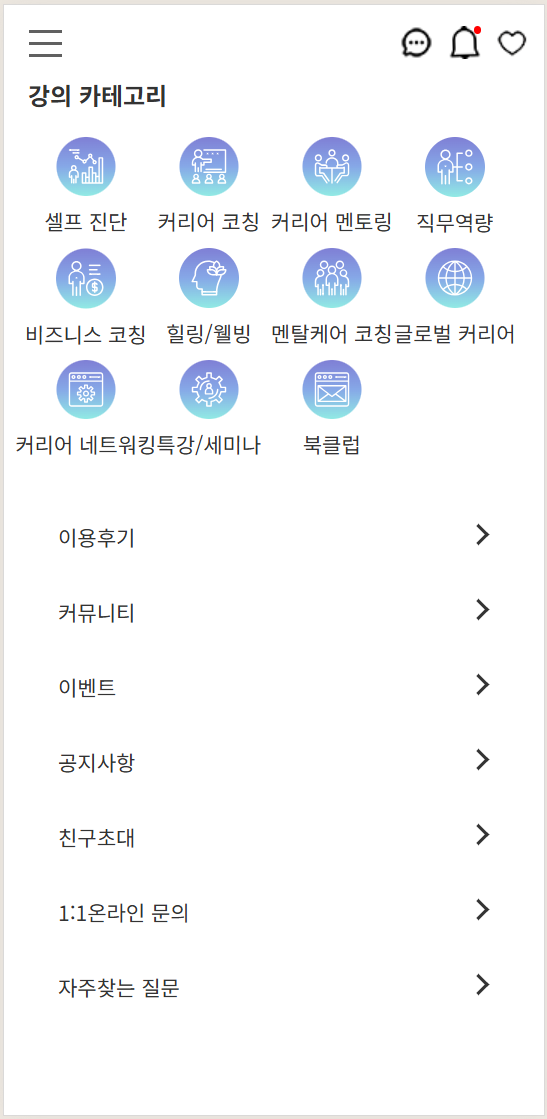 강의 카테고리
셀프 진단 커리어 코칭 커리어 멘토링 직무역량
비즈니스 코칭 힐링/웰빙 멘탈케어 코칭 글로벌 커리어
커리어 네트워킹 특강/세미나 북클럽
이용후기
커뮤니티
이벤트
공지사항
친구초대
1:1온라인 문의
자주찾는 질문